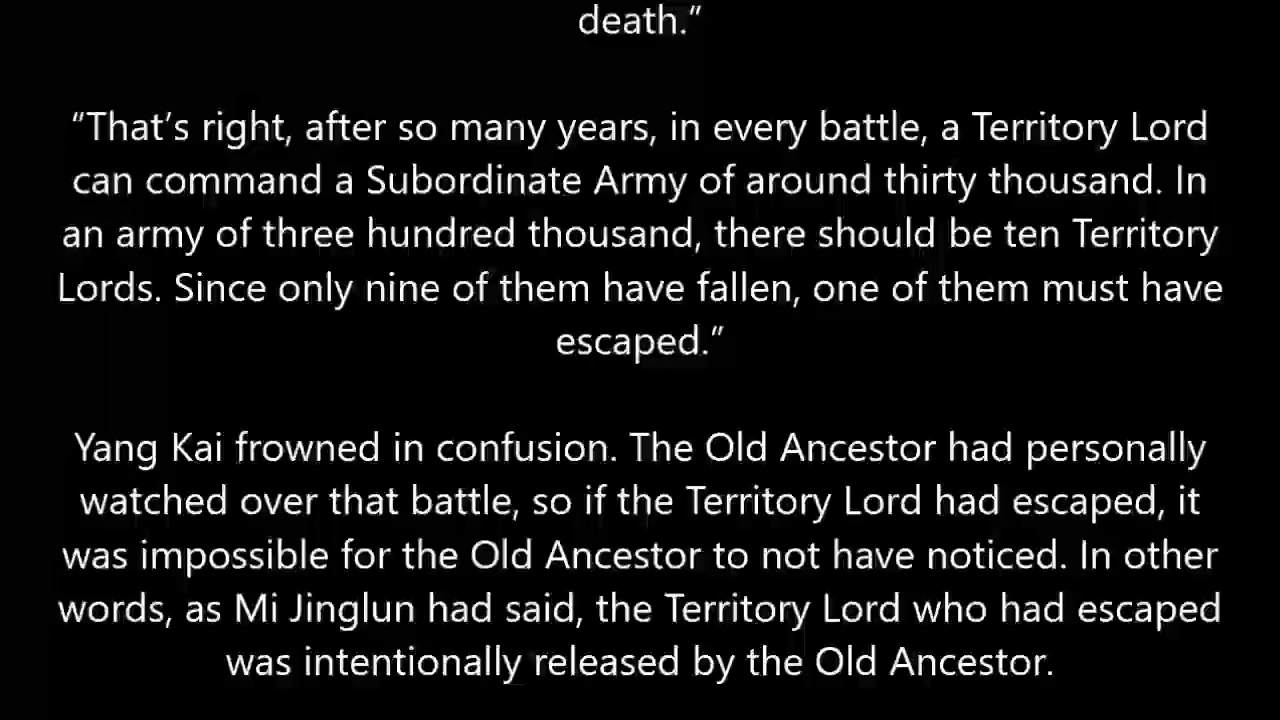 death.”
“That’s right, after so many years, in every battle, a Territory Lord
can command a Subordinate Army of around thirty thousand. In
an army of three hundred thousand, there should be ten Territory
Lords. Since only nine of them have fallen, one of them must have
escaped.”
Yang Kai frowned in confusion. The Old Ancestor had personally
watched over that battle, so if the Territory Lord had escaped, it
was impossible for the Old Ancestor to not have noticed. In other
words, as Mi Jinglun had said, the Territory Lord who had escaped
was intentionally released by the Old Ancestor.